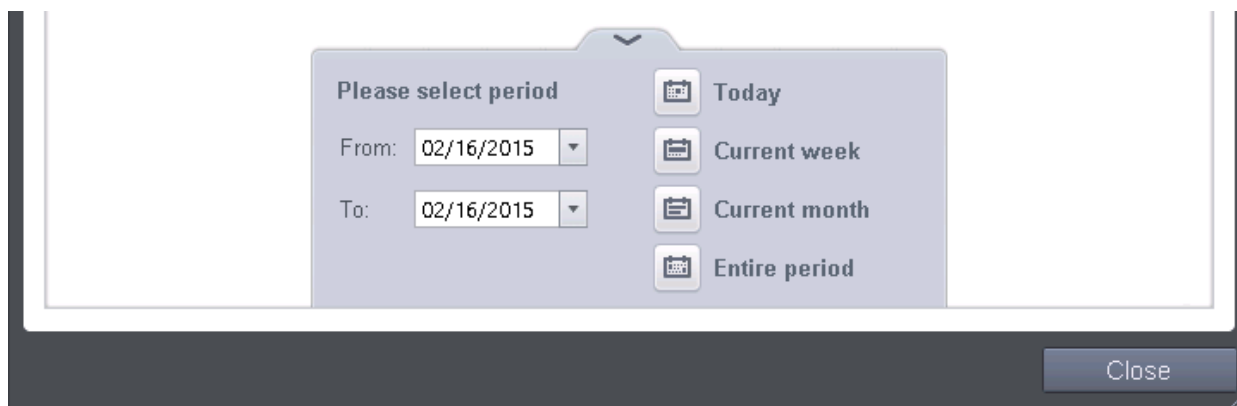 Please select period
From: 02/16/2015
To: 02/16/2015
Today
Current week
Current month
Entire period
Close